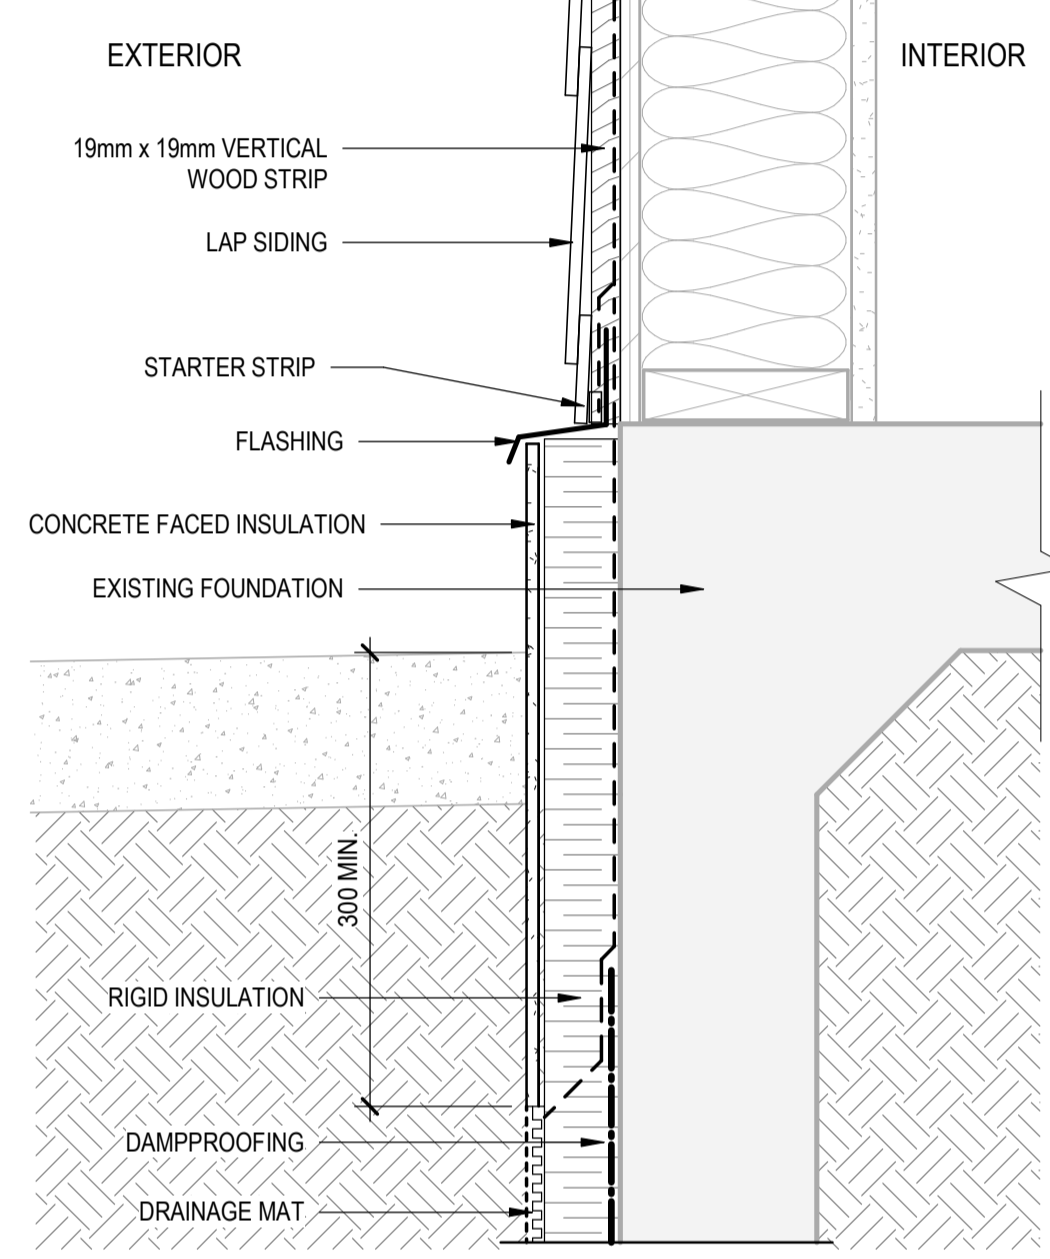 EXTERIOR
INTERIOR
19mm x 19mm VERTICAL
WOOD STRIP
LAP SIDING
STARTER STRIP
FLASHING
CONCRETE FACED INSULATION
EXISTING FOUNDATION
300 MIN.
RIGID INSULATION
DAMPPROOFING
DRAINAGE MAT